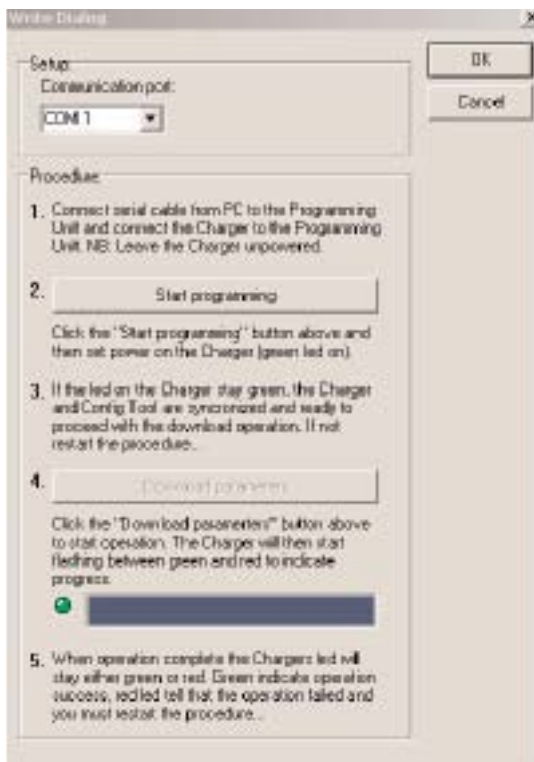 Write Dialog
OK
Cancel
Setup:
Communication port:
COM 1
Procedure:
1. Connect serial cable from PC to the Programming
Unit and connect the Charger to the Programming
Unit. NB: Leave the Charger unpowered.
2. Start programming
Click the "Start programming" button above and
then set power on the Charger (green led on).
3. If the led on the Charger stay green, the Charger
and Config Tool are syncronized and ready to
proceed with the download operation. If not
restart the procedure...
4. Download parameters
Click the "Download paramerters" button above
to start operation. The Charger will then start
flashing between green and red to indicate
progress.
5. When operation complete the Chargers led will
stay either green or red. Green indicate operation
success, red led tell that the operation failed and
you must restart the procedure...